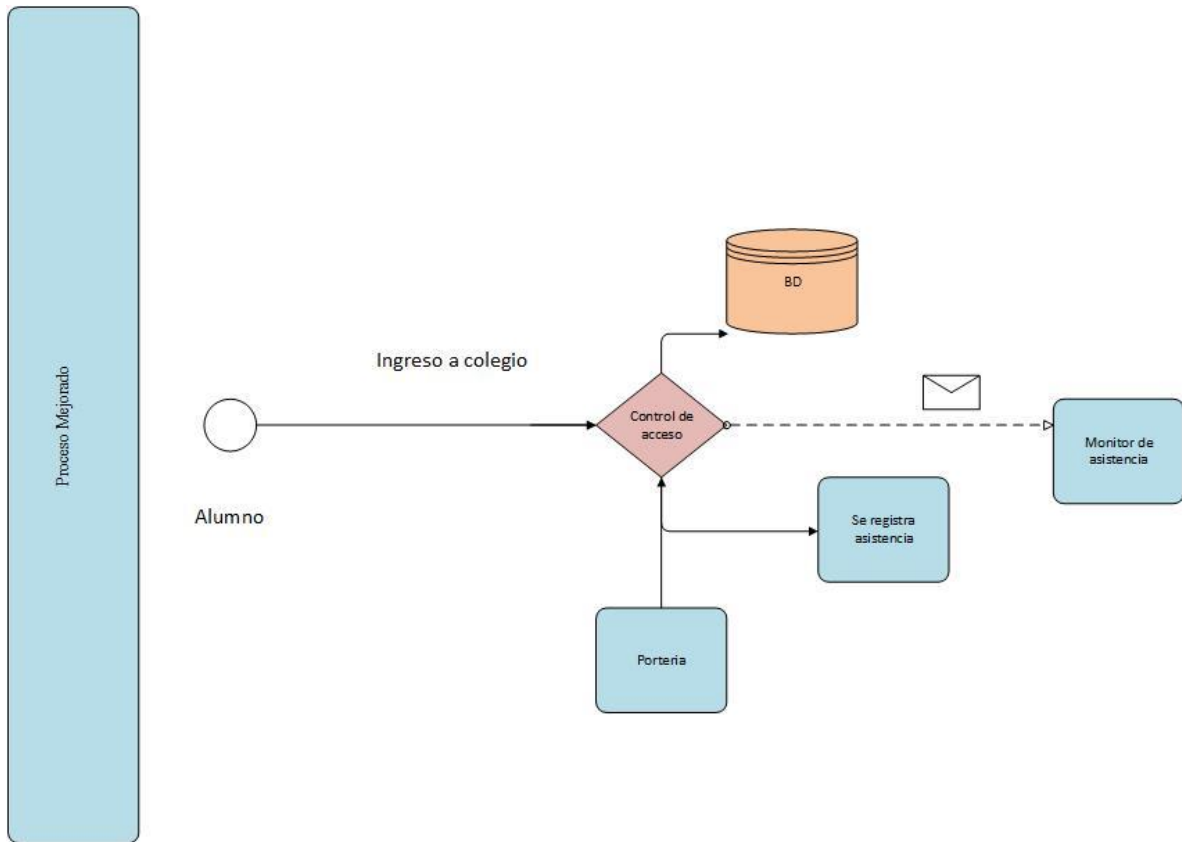 Proceso Mejorado
BD
Ingreso a colegio
Control de
acceso
Monitor de
asistencia
Alumno
Se registra
asistencia
Porteria